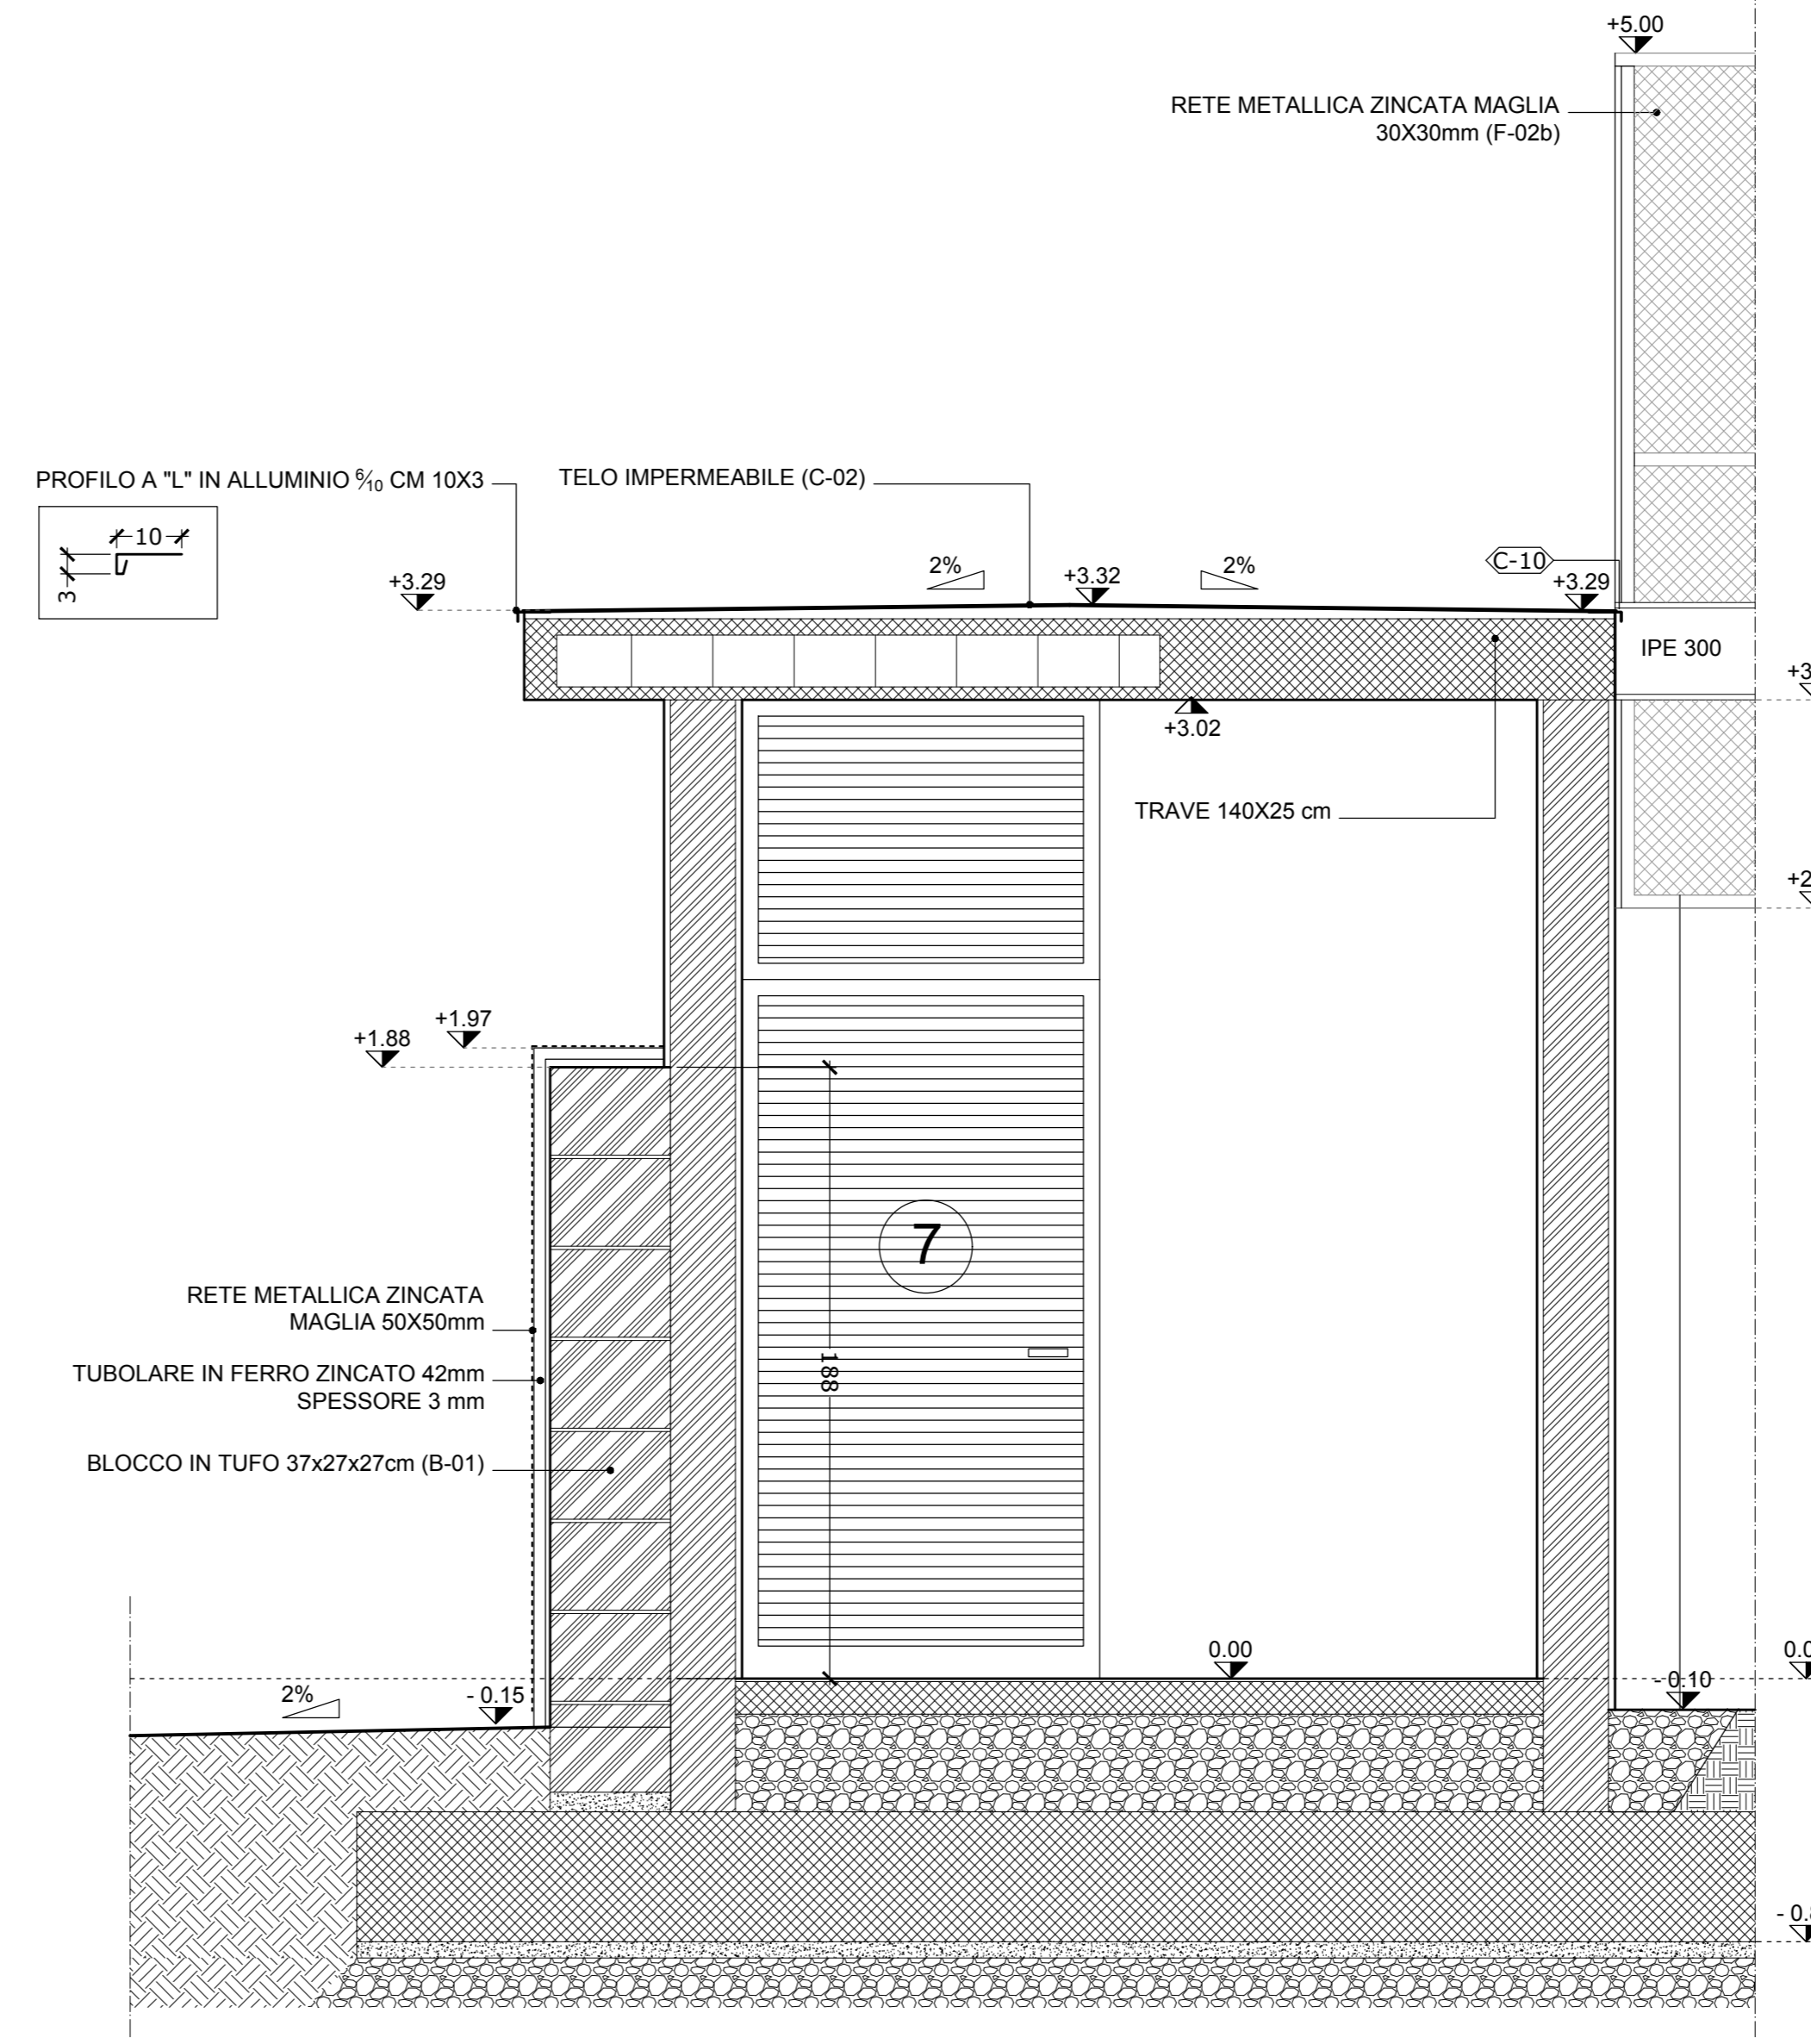 +5.00
RETE METALLICA ZINCATA MAGLIA
30X30mm (F-02b)
PROFILO A "L" IN ALLUMINIO 6/10 CM 10X3
TELO IMPERMEABILE (C-02)
10
3
+3.29
2%
+3.32
2%
C-10
+3.29
IPE 300
+3.02
TRAVE 140X25 cm
+1.97
+1.88
7
188
RETE METALLICA ZINCATA
MAGLIA 50X50mm
TUBOLARE IN FERRO ZINCATO 42mm
SPESSORE 3 mm
BLOCCO IN TUFO 37x27x27cm (B-01)
0.00
2%
- 0.15
- 0.10